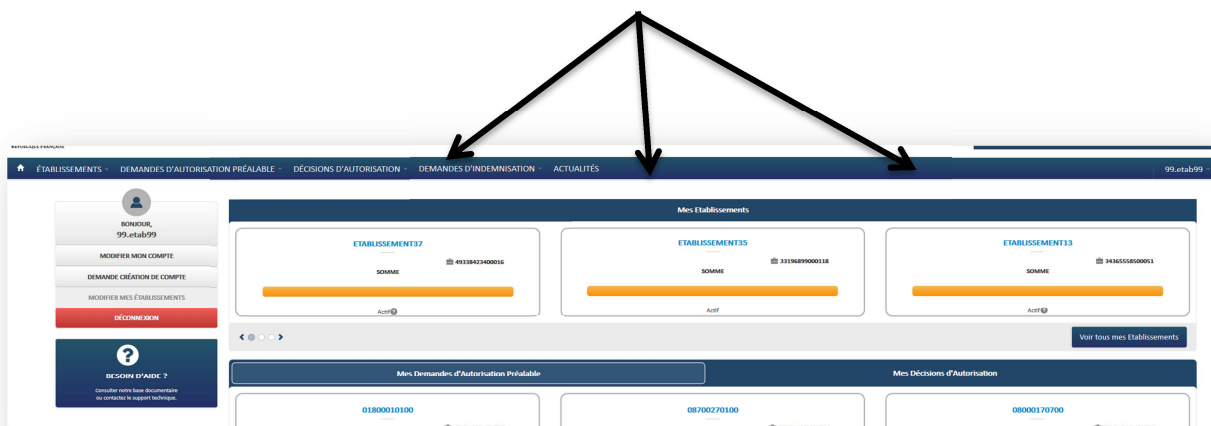 RÉPUBLIQUE FRANÇAISE
ÉTABLISSEMENTS DEMANDES D'AUTORISATION PRÉALABLE DÉCISIONS D'AUTORISATION DEMANDES D'INDEMNISATION ACTUALITÉS 99.etab99
BONJOUR,
99.etab99
MODIFIER MON COMPTE
DEMANDE CRÉATION DE COMPTE
MODIFIER MES ÉTABLISSEMENTS
DÉCONNEXION
?
BESOIN D'AIDE ?
Consulter notre base documentaire
ou contactez le support technique.
Mes Etablissements
ETABLISSEMENT37
49338423400016
SOMME
Actif
ETABLISSEMENT35
33196899000118
SOMME
Actif
ETABLISSEMENT13
34365558500051
SOMME
Actif
Voir tous mes Etablissements
Mes Demandes d'Autorisation Préalable
Mes Décisions d'Autorisation
01800010100
08700270100
08000170700